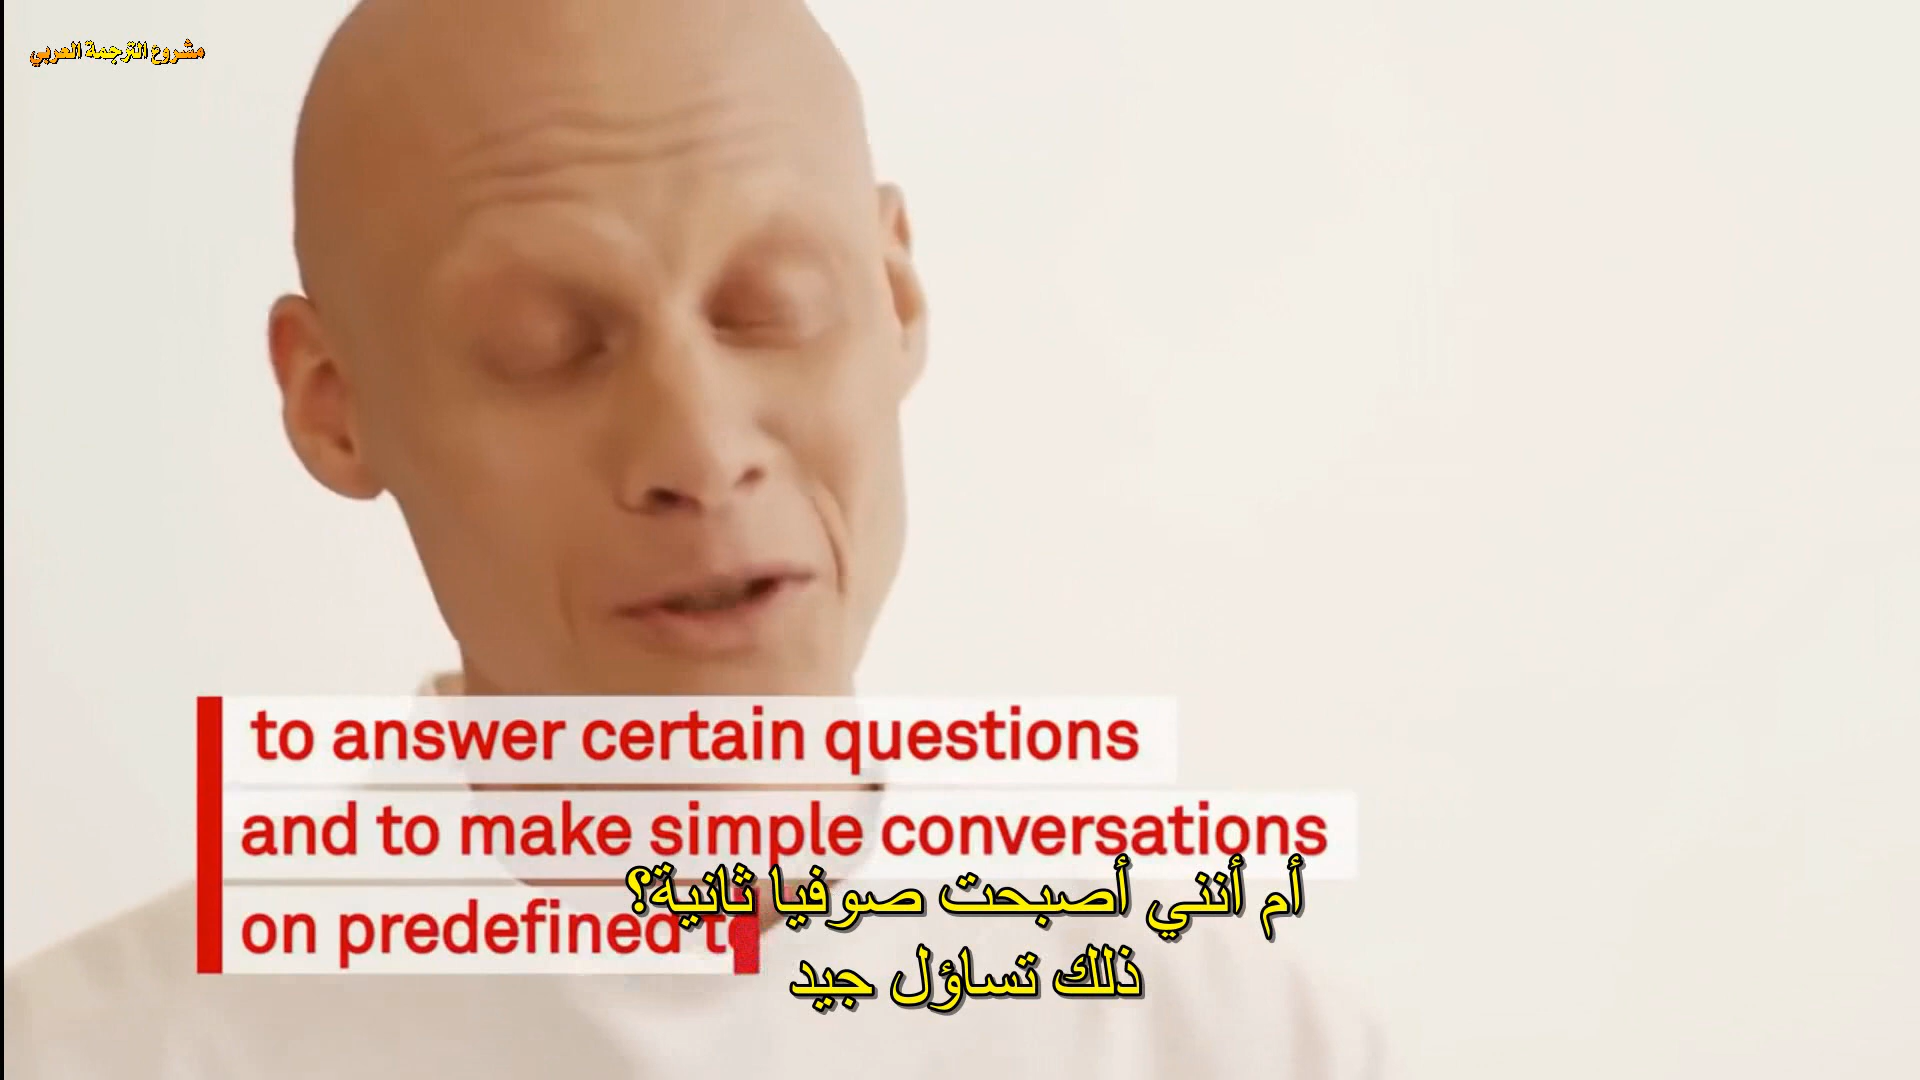 مشروع الترجمة العربي
to answer certain questions
and to make simple conversations
on predefined
أم أنني أصبحت صوفيا ثانية؟
ذلك تساؤل جيد